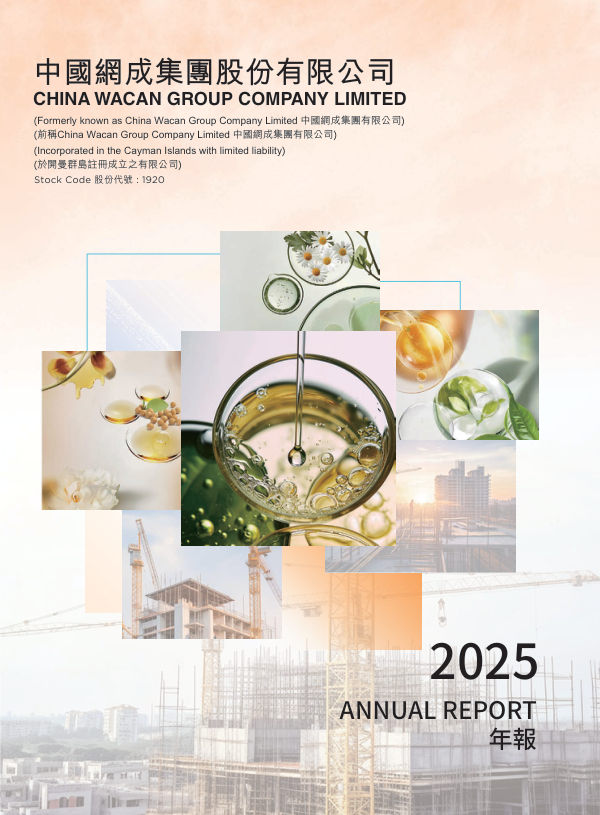 中國網成集團股份有限公司
CHINA WACAN GROUP COMPANY LIMITED
(Formerly known as China Wacan Group Company Limited 中國網成集團有限公司)
(前稱China Wacan Group Company Limited 中國網成集團有限公司)
(Incorporated in the Cayman Islands with limited liability)
(於開曼群島註冊成立之有限公司)
Stock Code 股份代號 : 1920
2025
ANNUAL REPORT
年報